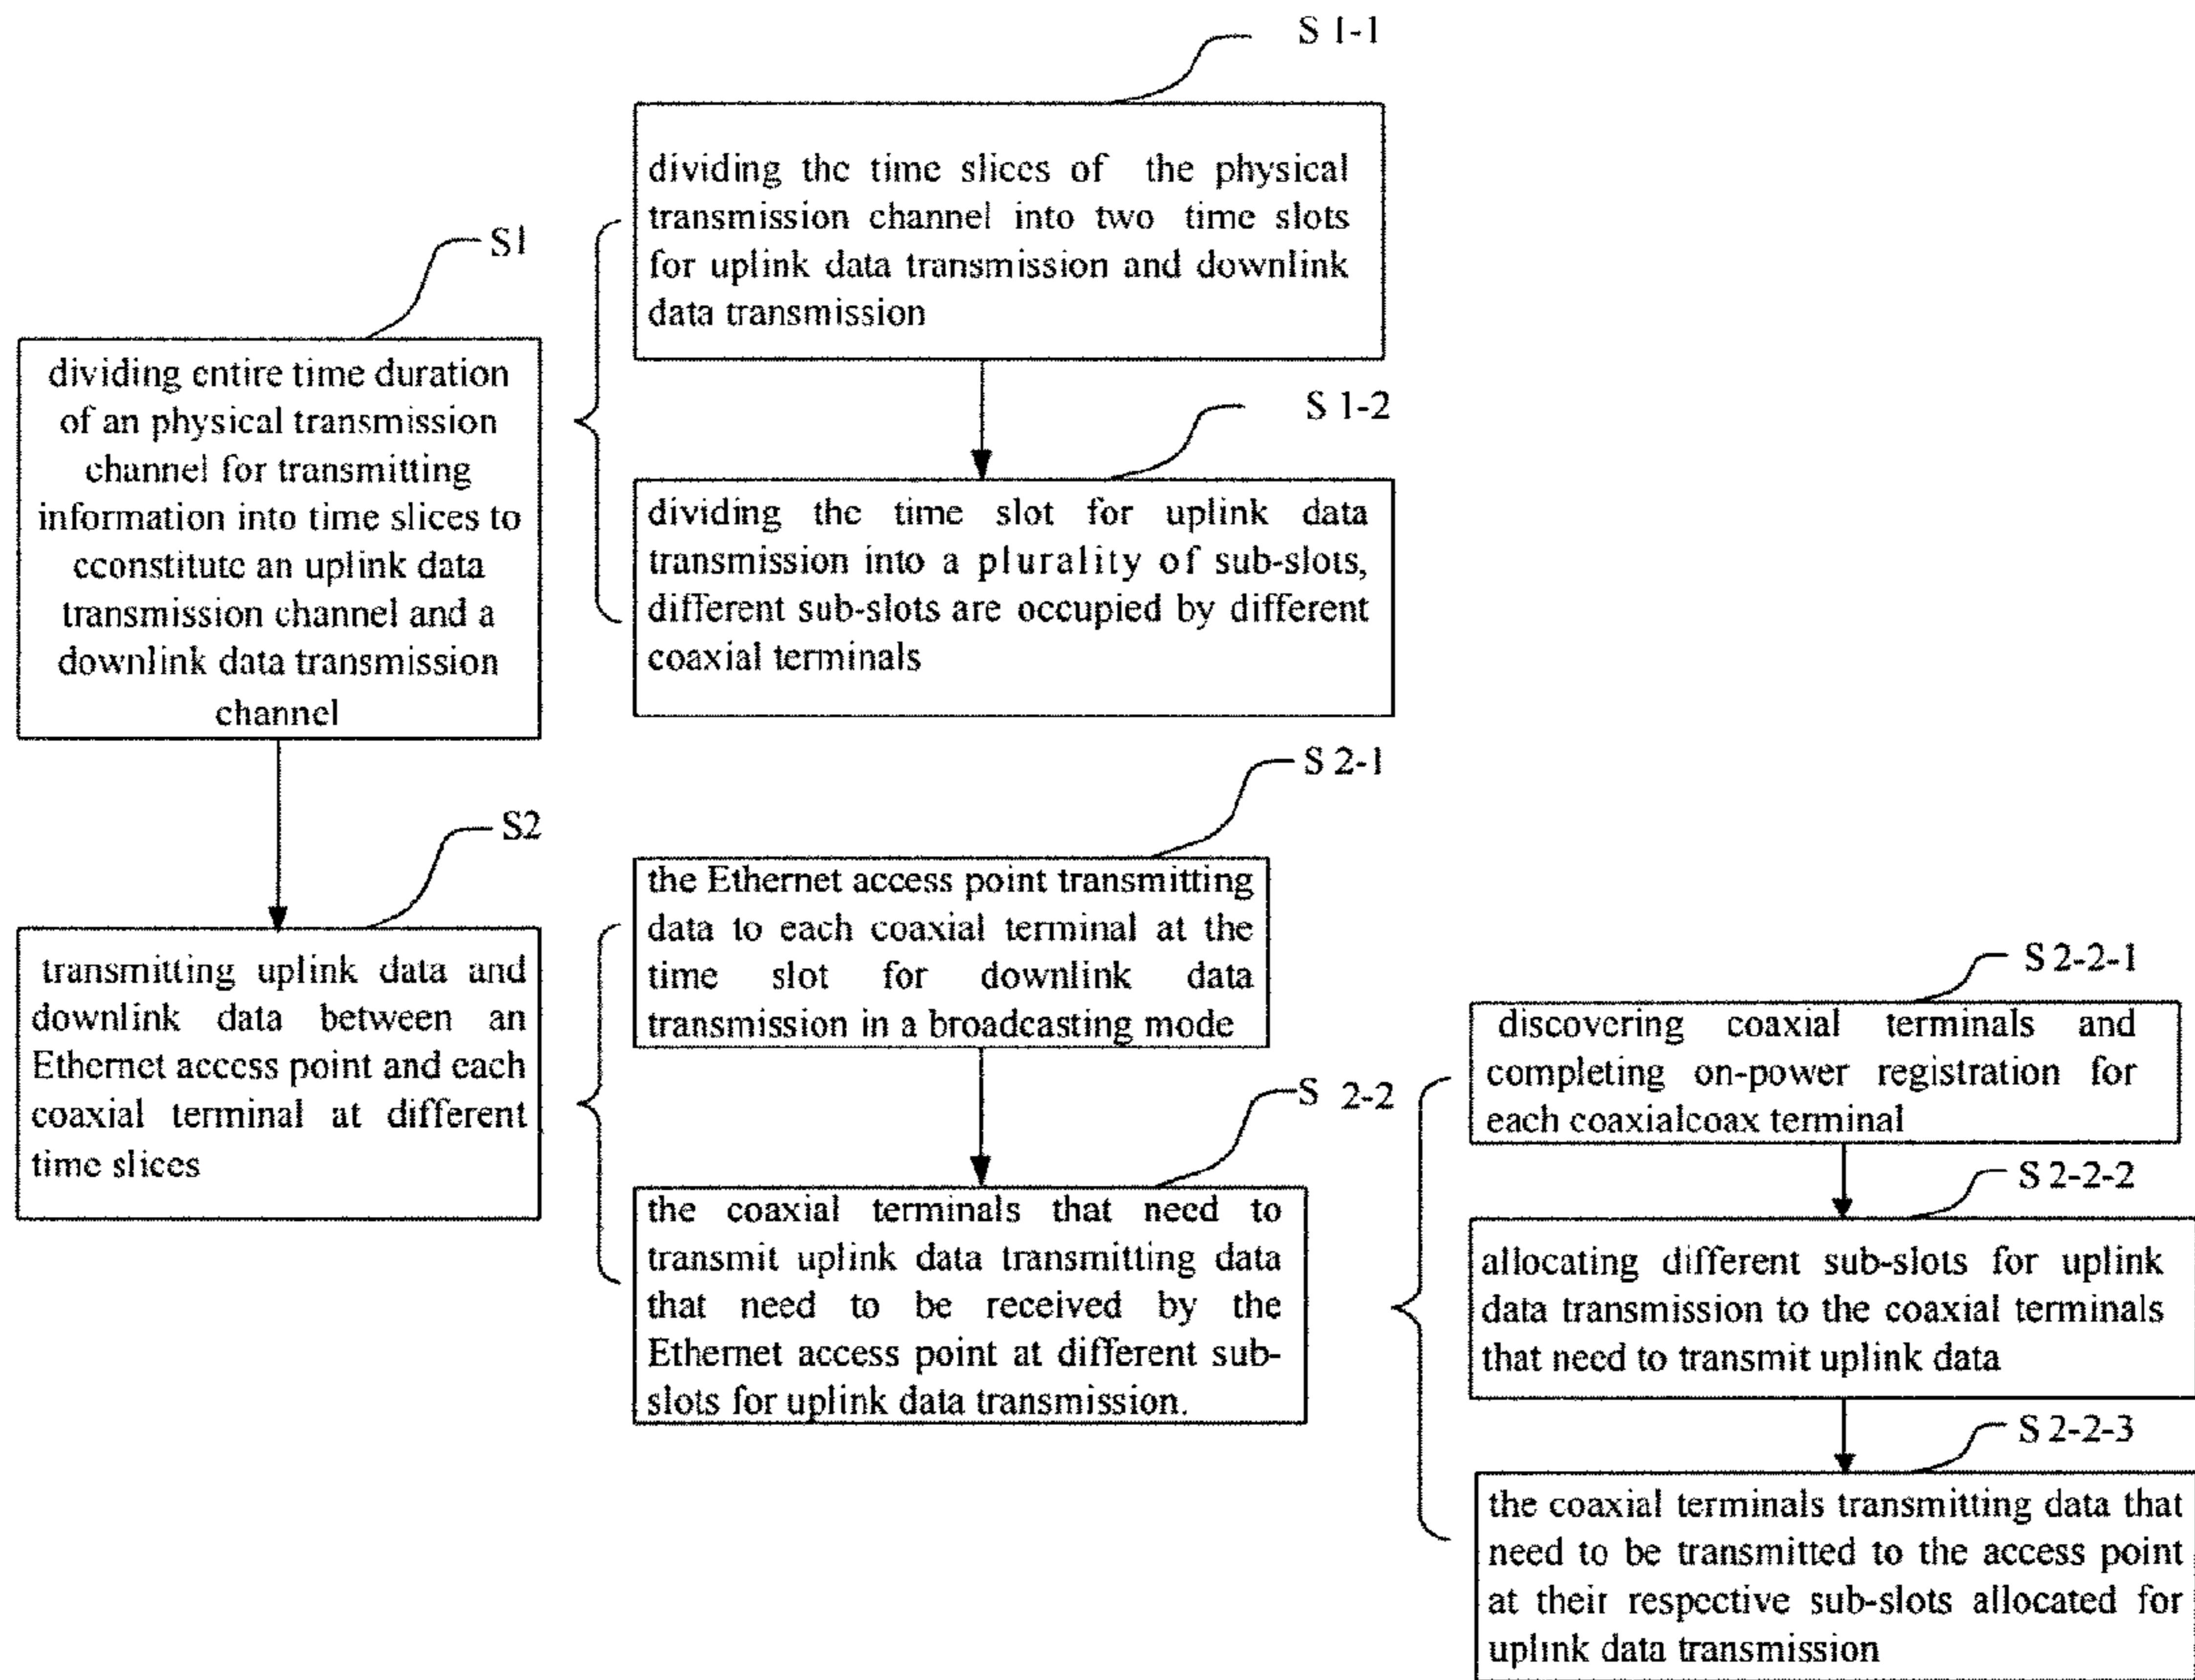 S 1-1
dividing the time slices of the physical
transmission channel into two time slots
for uplink data transmission and downlink
data transmission
S1
dividing entire time duration
of an physical transmission
channel for transmitting
information into time slices to
cconstitute an uplink data
transmission channel and a
downlink data transmission
channel
S 1-2
dividing the time slot for uplink data
transmission into a plurality of sub-slots,
different sub-slots are occupied by different
coaxial terminals
S2
transmitting uplink data and
downlink data between an
Ethernet access point and each
coaxial terminal at different
time slices
S 2-1
the Ethernet access point transmitting
data to each coaxial terminal at the
time slot for downlink data
transmission in a broadcasting mode
S 2-2
the coaxial terminals that need to
transmit uplink data transmitting data
that need to be received by the
Ethernet access point at different sub-
slots for uplink data transmission.
S 2-2-1
discovering coaxial terminals and
completing on-power registration for
each coaxialcoax terminal
S 2-2-2
allocating different sub-slots for uplink
data transmission to the coaxial terminals
that need to transmit uplink data
S 2-2-3
the coaxial terminals transmitting data that
need to be transmitted to the access point
at their respective sub-slots allocated for
uplink data transmission